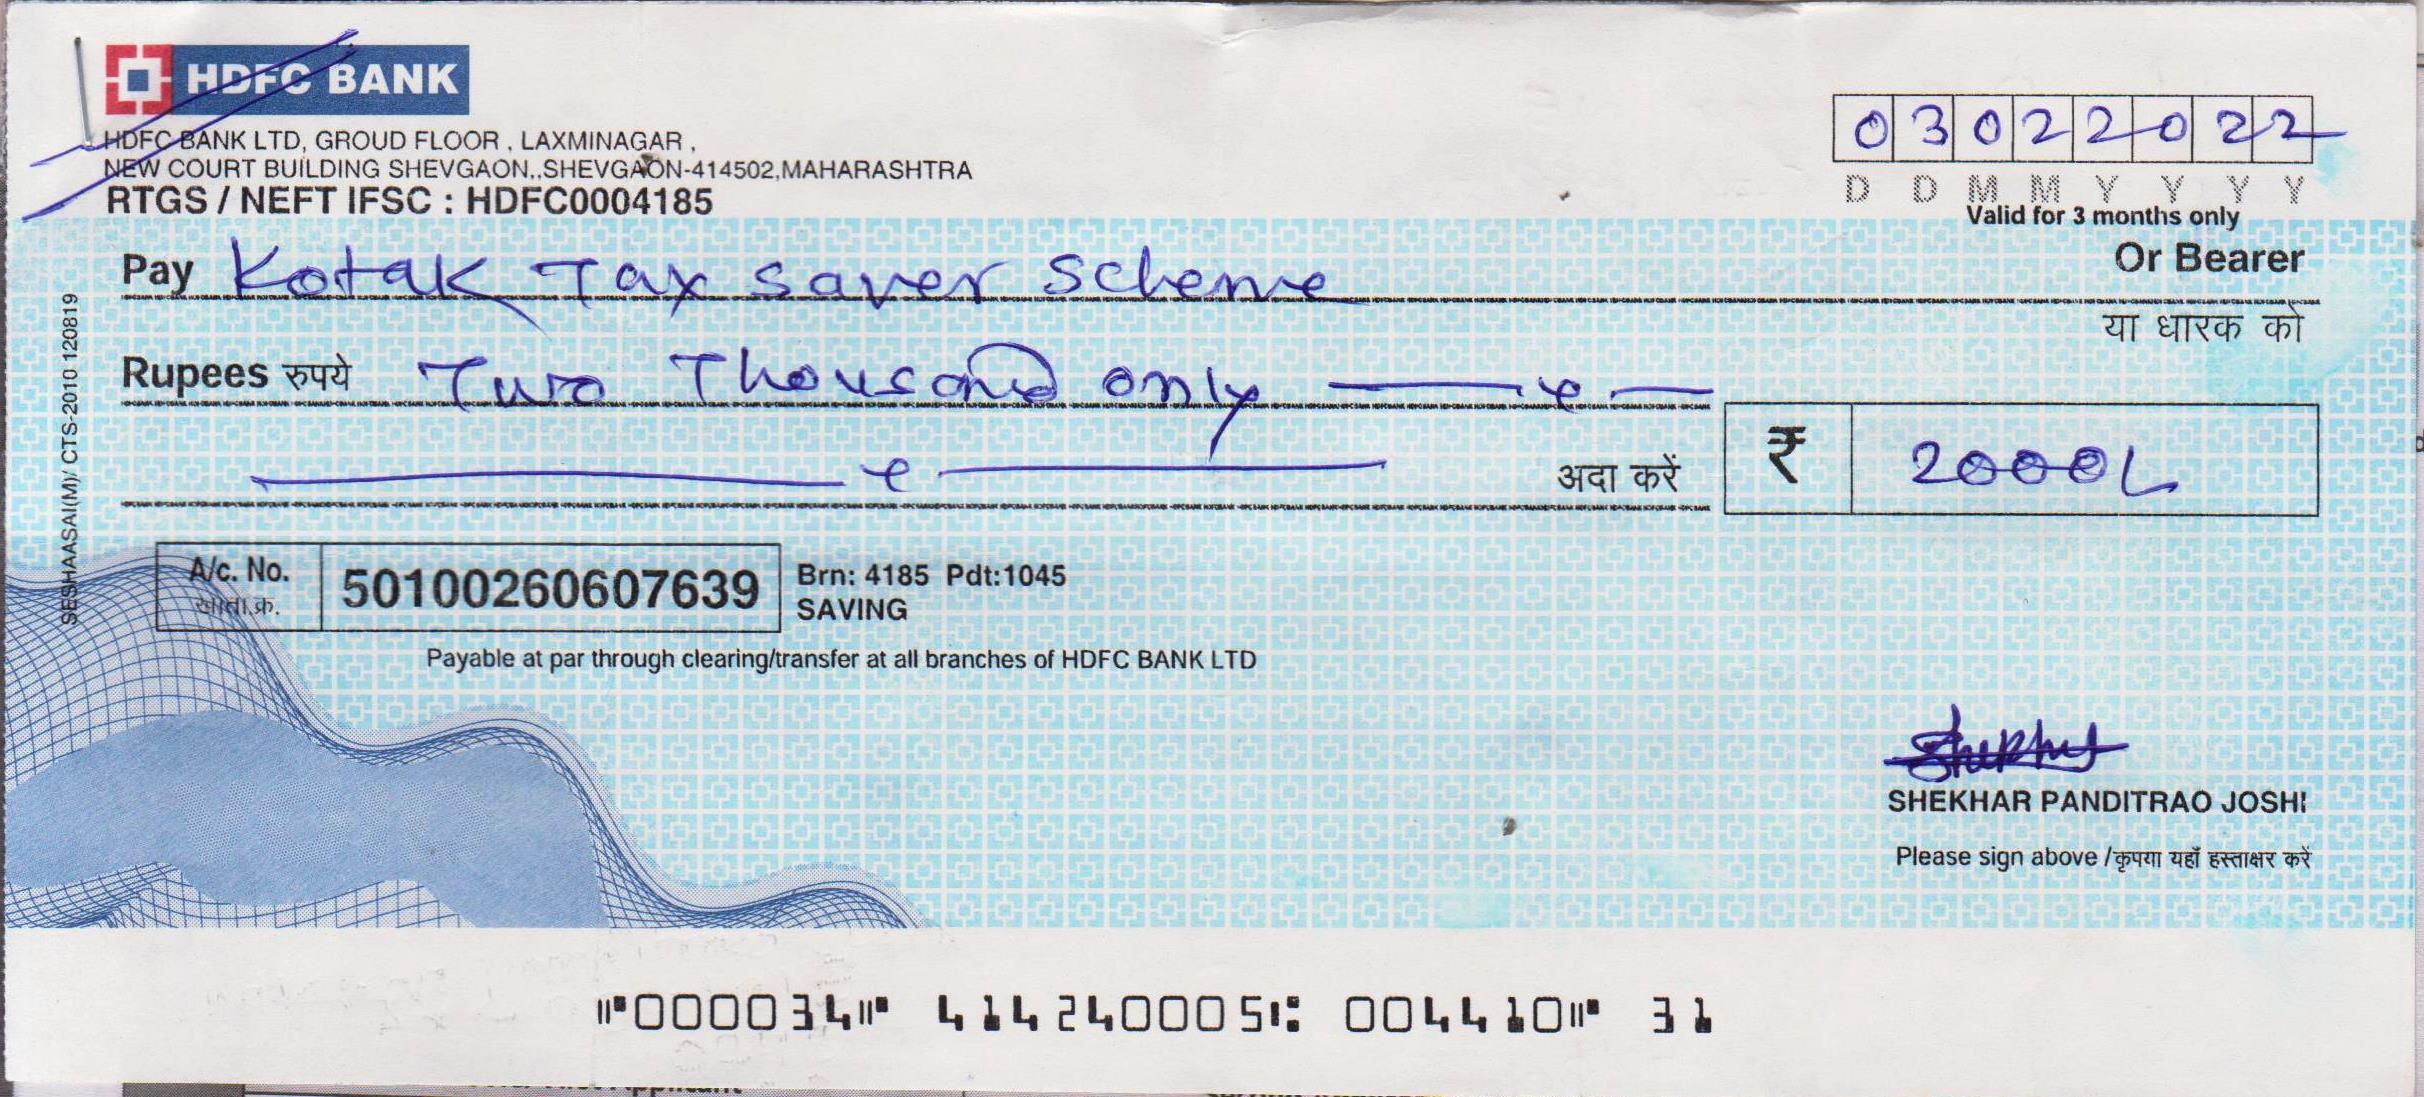 HDFC BANK
HDFC BANK LTD, GROUD FLOOR , LAXMINAGAR ,
NEW COURT BUILDING SHEVGAON,.SHEVGAON-414502,MAHARASHTRA
RTGS / NEFT IFSC : HDFC0004185
03022022
D D M M Y Y Y Y
Valid for 3 months only
Pay Kotak Tax saver scheme Or Bearer
या धारक को
Rupees रुपये Two Thousand only
अदा करें ₹ 2000/-
A/c. No. 50100260607639 Brn: 4185 Pdt:1045
खाता.क्र. SAVING
Payable at par through clearing/transfer at all branches of HDFC BANK LTD
SESHAASAI(M)/ CTS-2010 120819
Shekhar
SHEKHAR PANDITRAO JOSHI
Please sign above /कृपया यहाँ हस्ताक्षर करें
⑈000034⑈ 414240005⑆ 004410⑈ 31